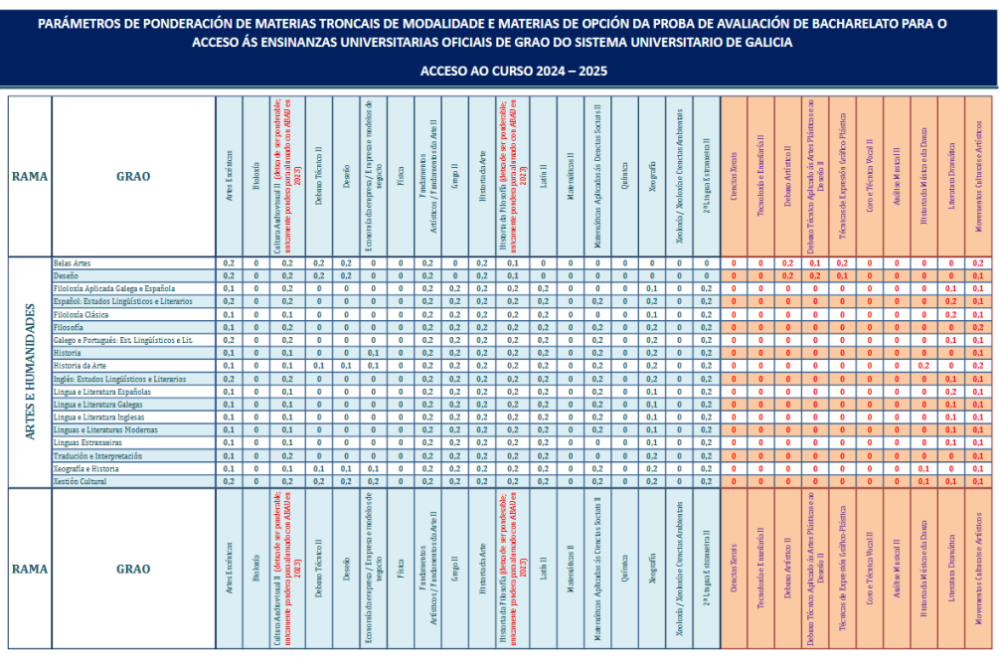 PARÁMETROS DE PONDERACIÓN DE MATERIAS TRONCAIS DE MODALIDADE E MATERIAS DE OPCIÓN DA PROBA DE AVALIACIÓN DE BACHARELATO PARA O
ACCESO ÁS ENSINANZAS UNIVERSITARIAS OFICIAIS DE GRAO DO SISTEMA UNIVERSITARIO DE GALICIA
ACCESO AO CURSO 2024 – 2025
RAMA
GRAO
Artes Escénicas
Bioloxía
Cultura Audiovisual II (deixa de ser ponderable;
unicamente pondera para alumado con ABAU en
2023)
Debuxo Técnico II
Deseño
Economía da empresa / Empresa e modelos de
negocio
Física
Fundamentos
Artísticos / Fundamentos da Arte II
Grego II
Historia da Arte
Historia da Filosofía (deixa de ser ponderable;
unicamente pondera para alumado con ABAU en
2023)
Latín II
Matemáticas II
Matemáticas Aplicadas ás Ciencias Sociais II
Química
Xeografía
Xeoloxía / Xeoloxía e Ciencias Ambientais
2ª Lingua Estranxeira II
Ciencias Xerais
Tecnoloxía e Enxeñaría II
Debuxo Artístico II
Debuxo Técnico Aplicado ás Artes Plásticas e ao
Deseño II
Técnicas de Expresión Gráfico-Plástica
Coro e Técnica Vocal II
Análise Musical II
Historia da Música e da Danza
Literatura Dramática
Movementos Culturais e Artísticos
ARTES E HUMANIDADES
Belas Artes 0,2 0 0,2 0,2 0,2 0 0 0,2 0 0,2 0,1 0 0 0 0 0 0 0 0 0 0,2 0,1 0,2 0 0 0 0 0,2
Deseño 0,2 0 0,2 0,2 0,2 0 0 0,2 0 0,2 0,1 0 0 0 0 0 0 0 0 0 0,2 0,2 0,1 0 0 0 0 0,1
Filoloxía Aplicada Galega e Española 0,1 0 0,1 0 0 0 0 0,2 0,2 0,2 0,2 0,2 0 0 0 0,1 0 0,2 0 0 0 0 0 0 0 0 0,1 0,1
Español: Estudos Lingüísticos e Literarios 0,2 0 0,2 0 0 0 0 0,2 0,2 0,2 0,2 0,2 0 0,2 0 0,2 0 0,2 0 0 0 0 0 0 0 0 0,2 0,1
Filoloxía Clásica 0,1 0 0,1 0 0 0 0 0,2 0,2 0,2 0,2 0,2 0 0 0 0,1 0 0,2 0 0 0 0 0 0 0 0 0,2 0,1
Filosofía 0,2 0 0,2 0 0 0 0 0,2 0,2 0,2 0,2 0,2 0 0,2 0 0,2 0 0,2 0 0 0 0 0 0 0 0 0 0,2
Galego e Portugués: Est. Lingüísticos e Lit. 0,2 0 0,2 0 0 0 0 0,2 0,2 0,2 0,2 0,2 0 0,2 0 0,2 0 0,2 0 0 0 0 0 0 0 0 0,1 0,1
Historia 0,1 0 0,1 0 0 0,1 0 0,2 0,2 0,2 0,2 0,2 0 0,2 0 0,2 0 0,2 0 0 0 0 0 0 0 0 0 0,1
Historia da Arte 0,1 0 0,1 0,1 0,1 0,1 0 0,2 0,2 0,2 0,2 0,2 0 0,2 0 0,2 0 0,2 0 0 0 0 0 0 0 0,2 0 0,2
Inglés: Estudos Lingüísticos e Literarios 0,2 0 0,2 0 0 0 0 0,2 0,2 0,2 0,2 0,2 0 0,2 0 0,2 0 0,2 0 0 0 0 0 0 0 0 0,1 0,1
Lingua e Literatura Españolas 0,1 0 0,1 0 0 0 0 0,2 0,2 0,2 0,2 0,2 0 0 0 0,1 0 0,2 0 0 0 0 0 0 0 0 0,2 0,1
Lingua e Literatura Galegas 0,1 0 0,1 0 0 0 0 0,2 0,2 0,2 0,2 0,2 0 0 0 0,1 0 0,2 0 0 0 0 0 0 0 0 0,1 0,1
Lingua e Literatura Inglesas 0,1 0 0,1 0 0 0 0 0,2 0,2 0,2 0,2 0,2 0 0,2 0 0,1 0 0,2 0 0 0 0 0 0 0 0 0,1 0,1
Linguas e Literaturas Modernas 0,1 0 0,1 0 0 0 0 0,2 0,2 0,2 0,2 0,2 0 0,2 0 0,1 0 0,2 0 0 0 0 0 0 0 0 0,1 0,1
Linguas Estranxeiras 0,1 0 0,1 0 0 0 0 0,2 0,2 0,2 0,2 0,2 0 0 0 0,1 0 0,2 0 0 0 0 0 0 0 0 0,1 0,1
Tradución e Interpretación 0,1 0 0,2 0 0 0 0 0,2 0,2 0,2 0,2 0,2 0 0,2 0 0,2 0 0,2 0 0 0 0 0 0 0 0 0 0,1
Xeografía e Historia 0,1 0 0,1 0,1 0,1 0,1 0 0,2 0,2 0,2 0,2 0,2 0 0,2 0 0,2 0 0,2 0 0 0 0 0 0 0 0,1 0 0,1
Xestión Cultural 0,2 0 0,2 0,2 0,2 0,2 0 0,2 0,2 0,2 0,2 0,2 0 0,2 0 0,2 0 0,2 0 0 0 0 0 0 0 0,1 0,1 0,1
RAMA
GRAO
Artes Escénicas
Bioloxía
Cultura Audiovisual II (deixa de ser ponderable;
unicamente pondera para alumado con ABAU en
2023)
Debuxo Técnico II
Deseño
Economía da empresa / Empresa e modelos de
negocio
Física
Fundamentos
Artísticos / Fundamentos da Arte II
Grego II
Historia da Arte
Historia da Filosofía (deixa de ser ponderable;
unicamente pondera para alumado con ABAU en
2023)
Latín II
Matemáticas II
Matemáticas Aplicadas ás Ciencias Sociais II
Química
Xeografía
Xeoloxía / Xeoloxía e Ciencias Ambientais
2ª Lingua Estranxeira II
Ciencias Xerais
Tecnoloxía e Enxeñaría II
Debuxo Artístico II
Debuxo Técnico Aplicado ás Artes Plásticas e ao
Deseño II
Técnicas de Expresión Gráfico-Plástica
Coro e Técnica Vocal II
Análise Musical II
Historia da Música e da Danza
Literatura Dramática
Movementos Culturais e Artísticos